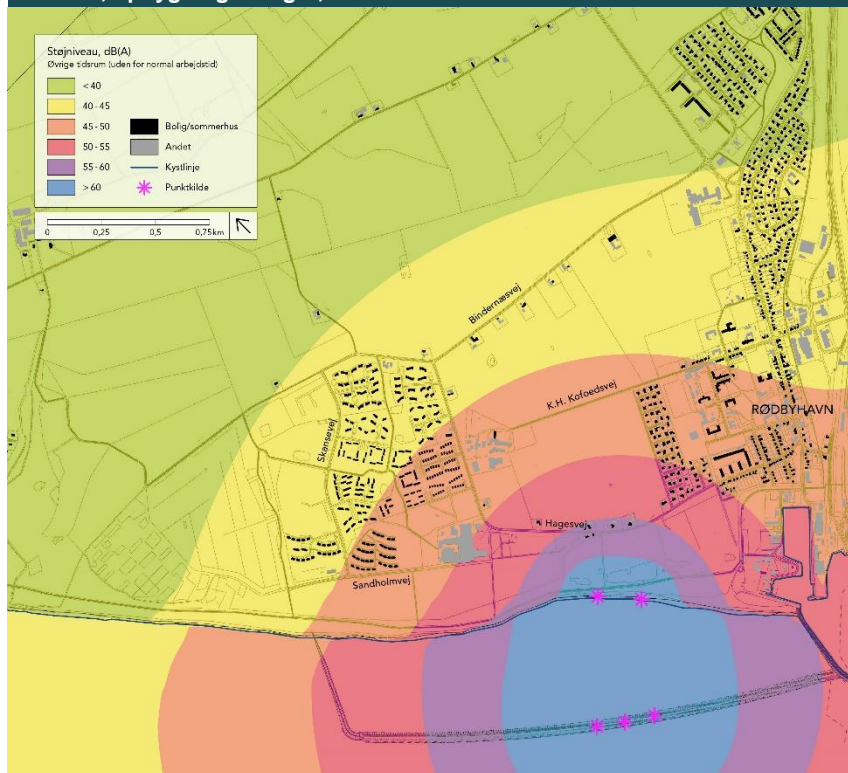 Støjniveau, dB(A)
Øvrige tidsrum (uden for normal arbejdstid)
<40
40-45
45-50
50-55
55-60
>60
Bolig/sommerhus
Andet
Kystlinje
Punktkilde
0 0,25 0,5 0,75km
Bindernæsvej
K.H. Kofoedsvej
RØDBYHAVN
Skansevej
Hagesvej
Sandholmvej